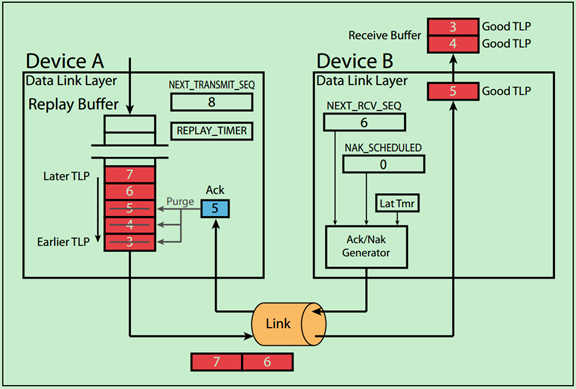 3 Good TLP
Receive Buffer
4 Good TLP
Device A
Device B
Data Link Layer
NEXT_TRANSMIT_SEQ
8
Replay Buffer
REPLAY_TIMER
Later TLP
7
6
5
4
3
Earlier TLP
Purge
Ack
5
Data Link Layer
5 Good TLP
NEXT_RCV_SEQ
6
NAK_SCHEDULED
0
Lat Tmr
Ack/Nak
Generator
Link
7 6